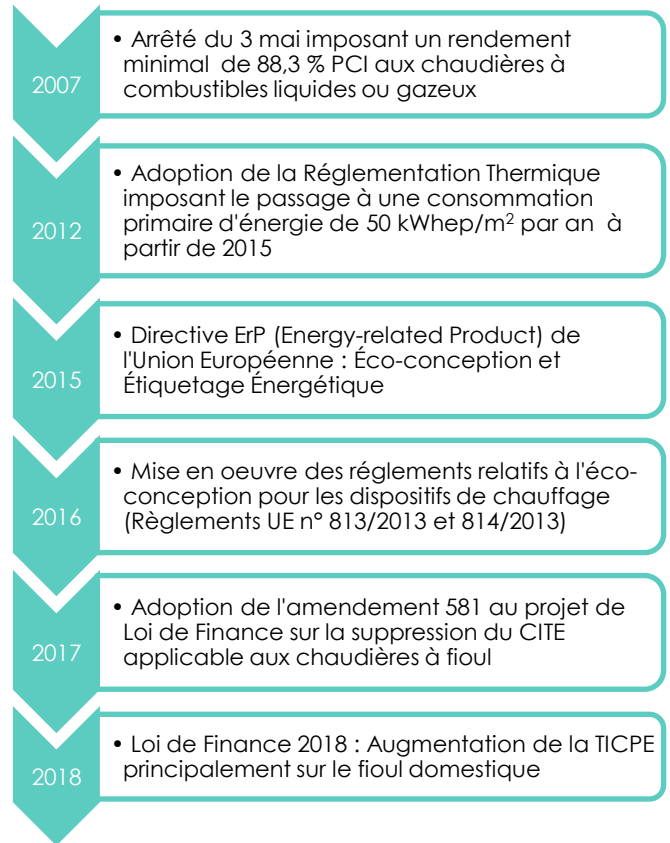 2007
• Arrêté du 3 mai imposant un rendement
minimal de 88,3 % PCI aux chaudières à
combustibles liquides ou gazeux
2012
• Adoption de la Réglementation Thermique
imposant le passage à une consommation
primaire d'énergie de 50 kWhep/m² par an à
partir de 2015
2015
• Directive ErP (Energy-related Product) de
l'Union Européenne : Éco-conception et
Étiquetage Énergétique
2016
• Mise en oeuvre des réglements relatifs à l'éco-
conception pour les dispositifs de chauffage
(Règlements UE n° 813/2013 et 814/2013)
2017
• Adoption de l'amendement 581 au projet de
Loi de Finance sur la suppression du CITE
applicable aux chaudières à fioul
2018
• Loi de Finance 2018 : Augmentation de la TICPE
principalement sur le fioul domestique